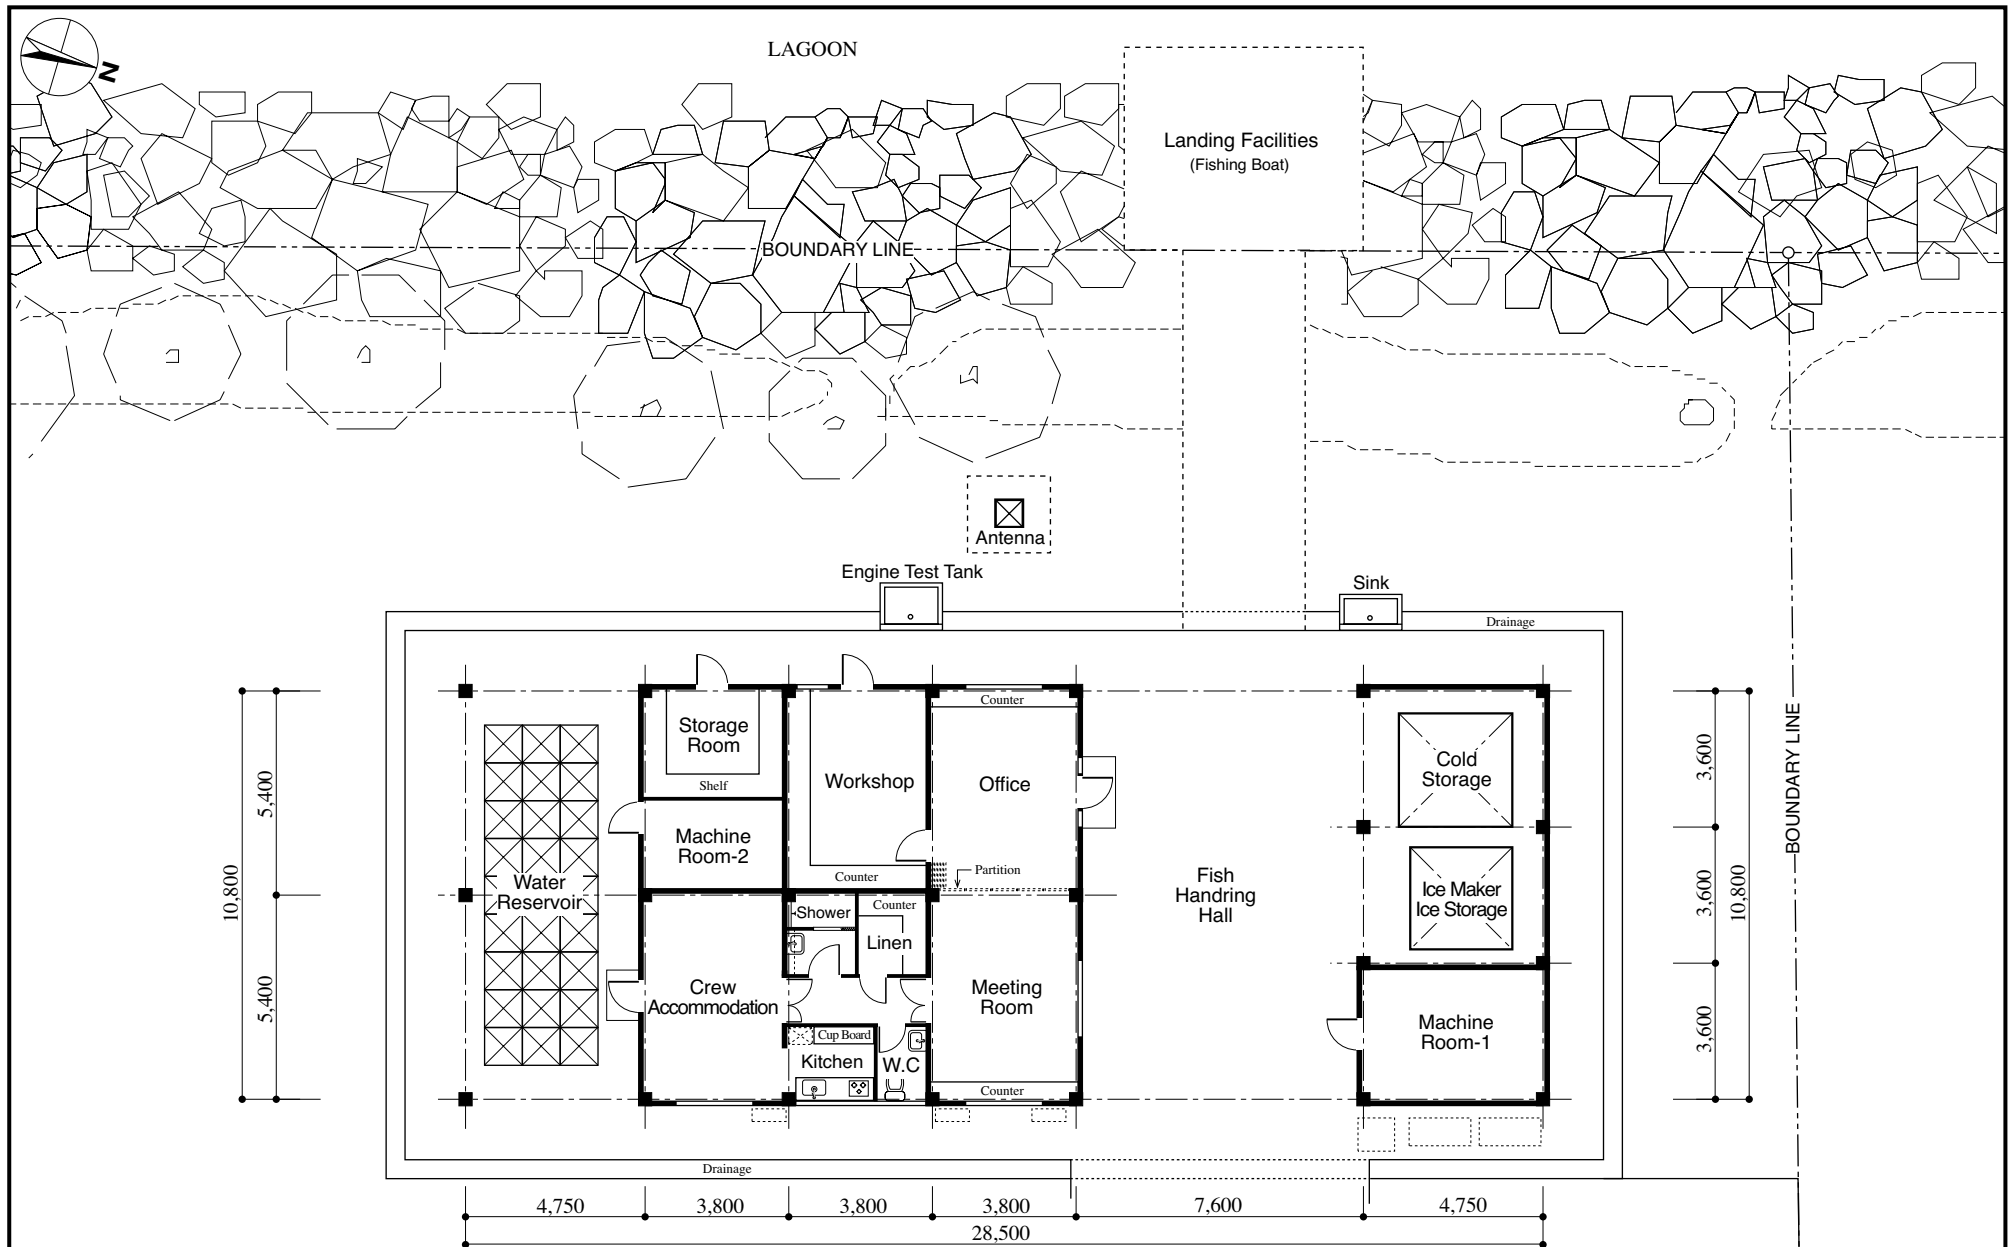 LAGOON
N
Landing Facilities
(Fishing Boat)
BOUNDARY LINE
Antenna
Engine Test Tank
Sink
Drainage
Storage
Room
Shelf
Workshop
Counter
Office
Cold
Storage
Machine
Room-2
Counter
Partition
Water
Reservoir
Shower
Counter
Linen
Fish
Handring
Hall
Ice Maker
Ice Storage
Crew
Accommodation
Meeting
Room
Cup Board
Kitchen
W.C
Counter
Machine
Room-1
Drainage
BOUNDARY LINE
5,400
5,400
10,800
3,600
3,600
3,600
10,800
4,750
3,800
3,800
3,800
7,600
4,750
28,500